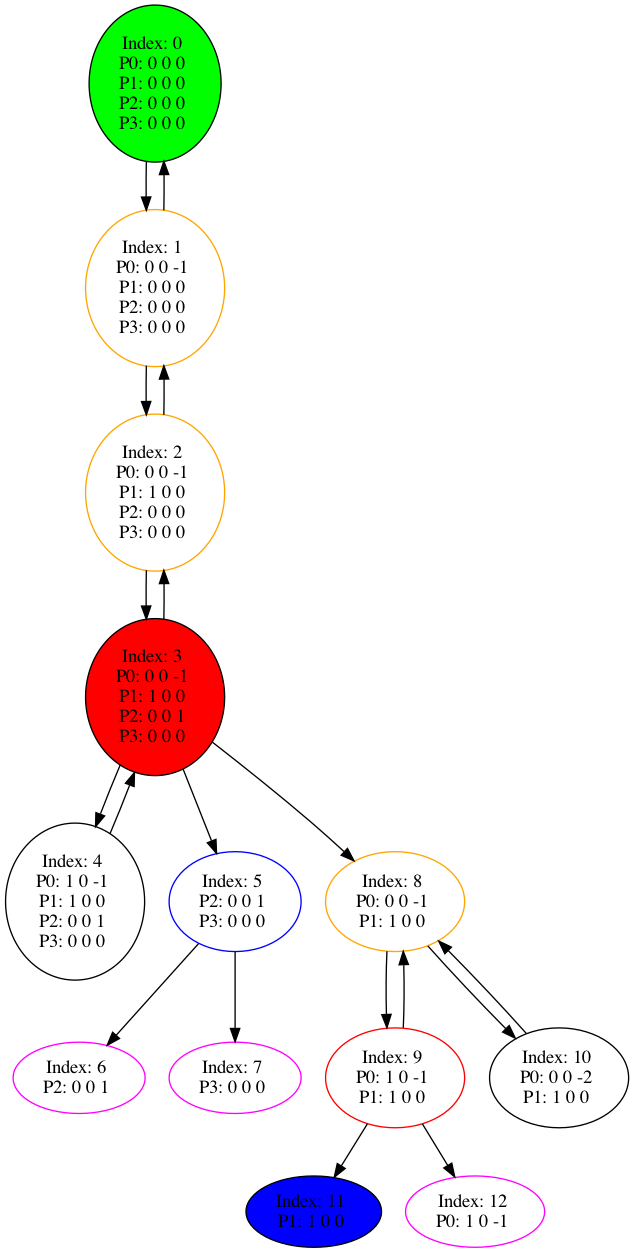 Index: 0
P0: 0 0 0
P1: 0 0 0
P2: 0 0 0
P3: 0 0 0
Index: 1
P0: 0 0 -1
P1: 0 0 0
P2: 0 0 0
P3: 0 0 0
Index: 2
P0: 0 0 -1
P1: 1 0 0
P2: 0 0 0
P3: 0 0 0
Index: 3
P0: 0 0 -1
P1: 1 0 0
P2: 0 0 1
P3: 0 0 0
Index: 4
P0: 1 0 -1
P1: 1 0 0
P2: 0 0 1
P3: 0 0 0
Index: 5
P2: 0 0 1
P3: 0 0 0
Index: 8
P0: 0 0 -1
P1: 1 0 0
Index: 6
P2: 0 0 1
Index: 7
P3: 0 0 0
Index: 9
P0: 1 0 -1
P1: 1 0 0
Index: 10
P0: 0 0 -2
P1: 1 0 0
Index: 11
P1: 1 0 0
Index: 12
P0: 1 0 -1